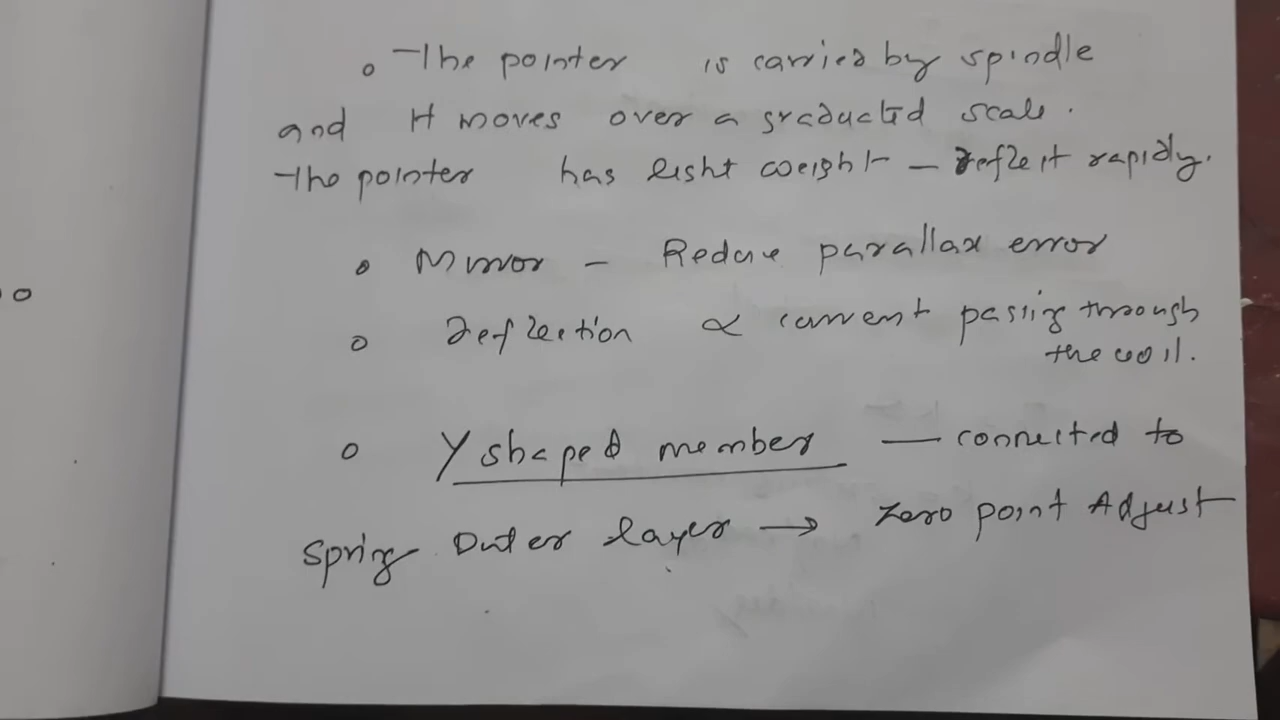 The pointer is carried by spindle
and it moves over a graduated scale.
The pointer has light weight - deflect rapidly.
Mirror - Reduce parallax error
Deflection ∝ current passing through
the coil.
Y shaped member — connected to
Spring Outer layer → Zero point Adjust